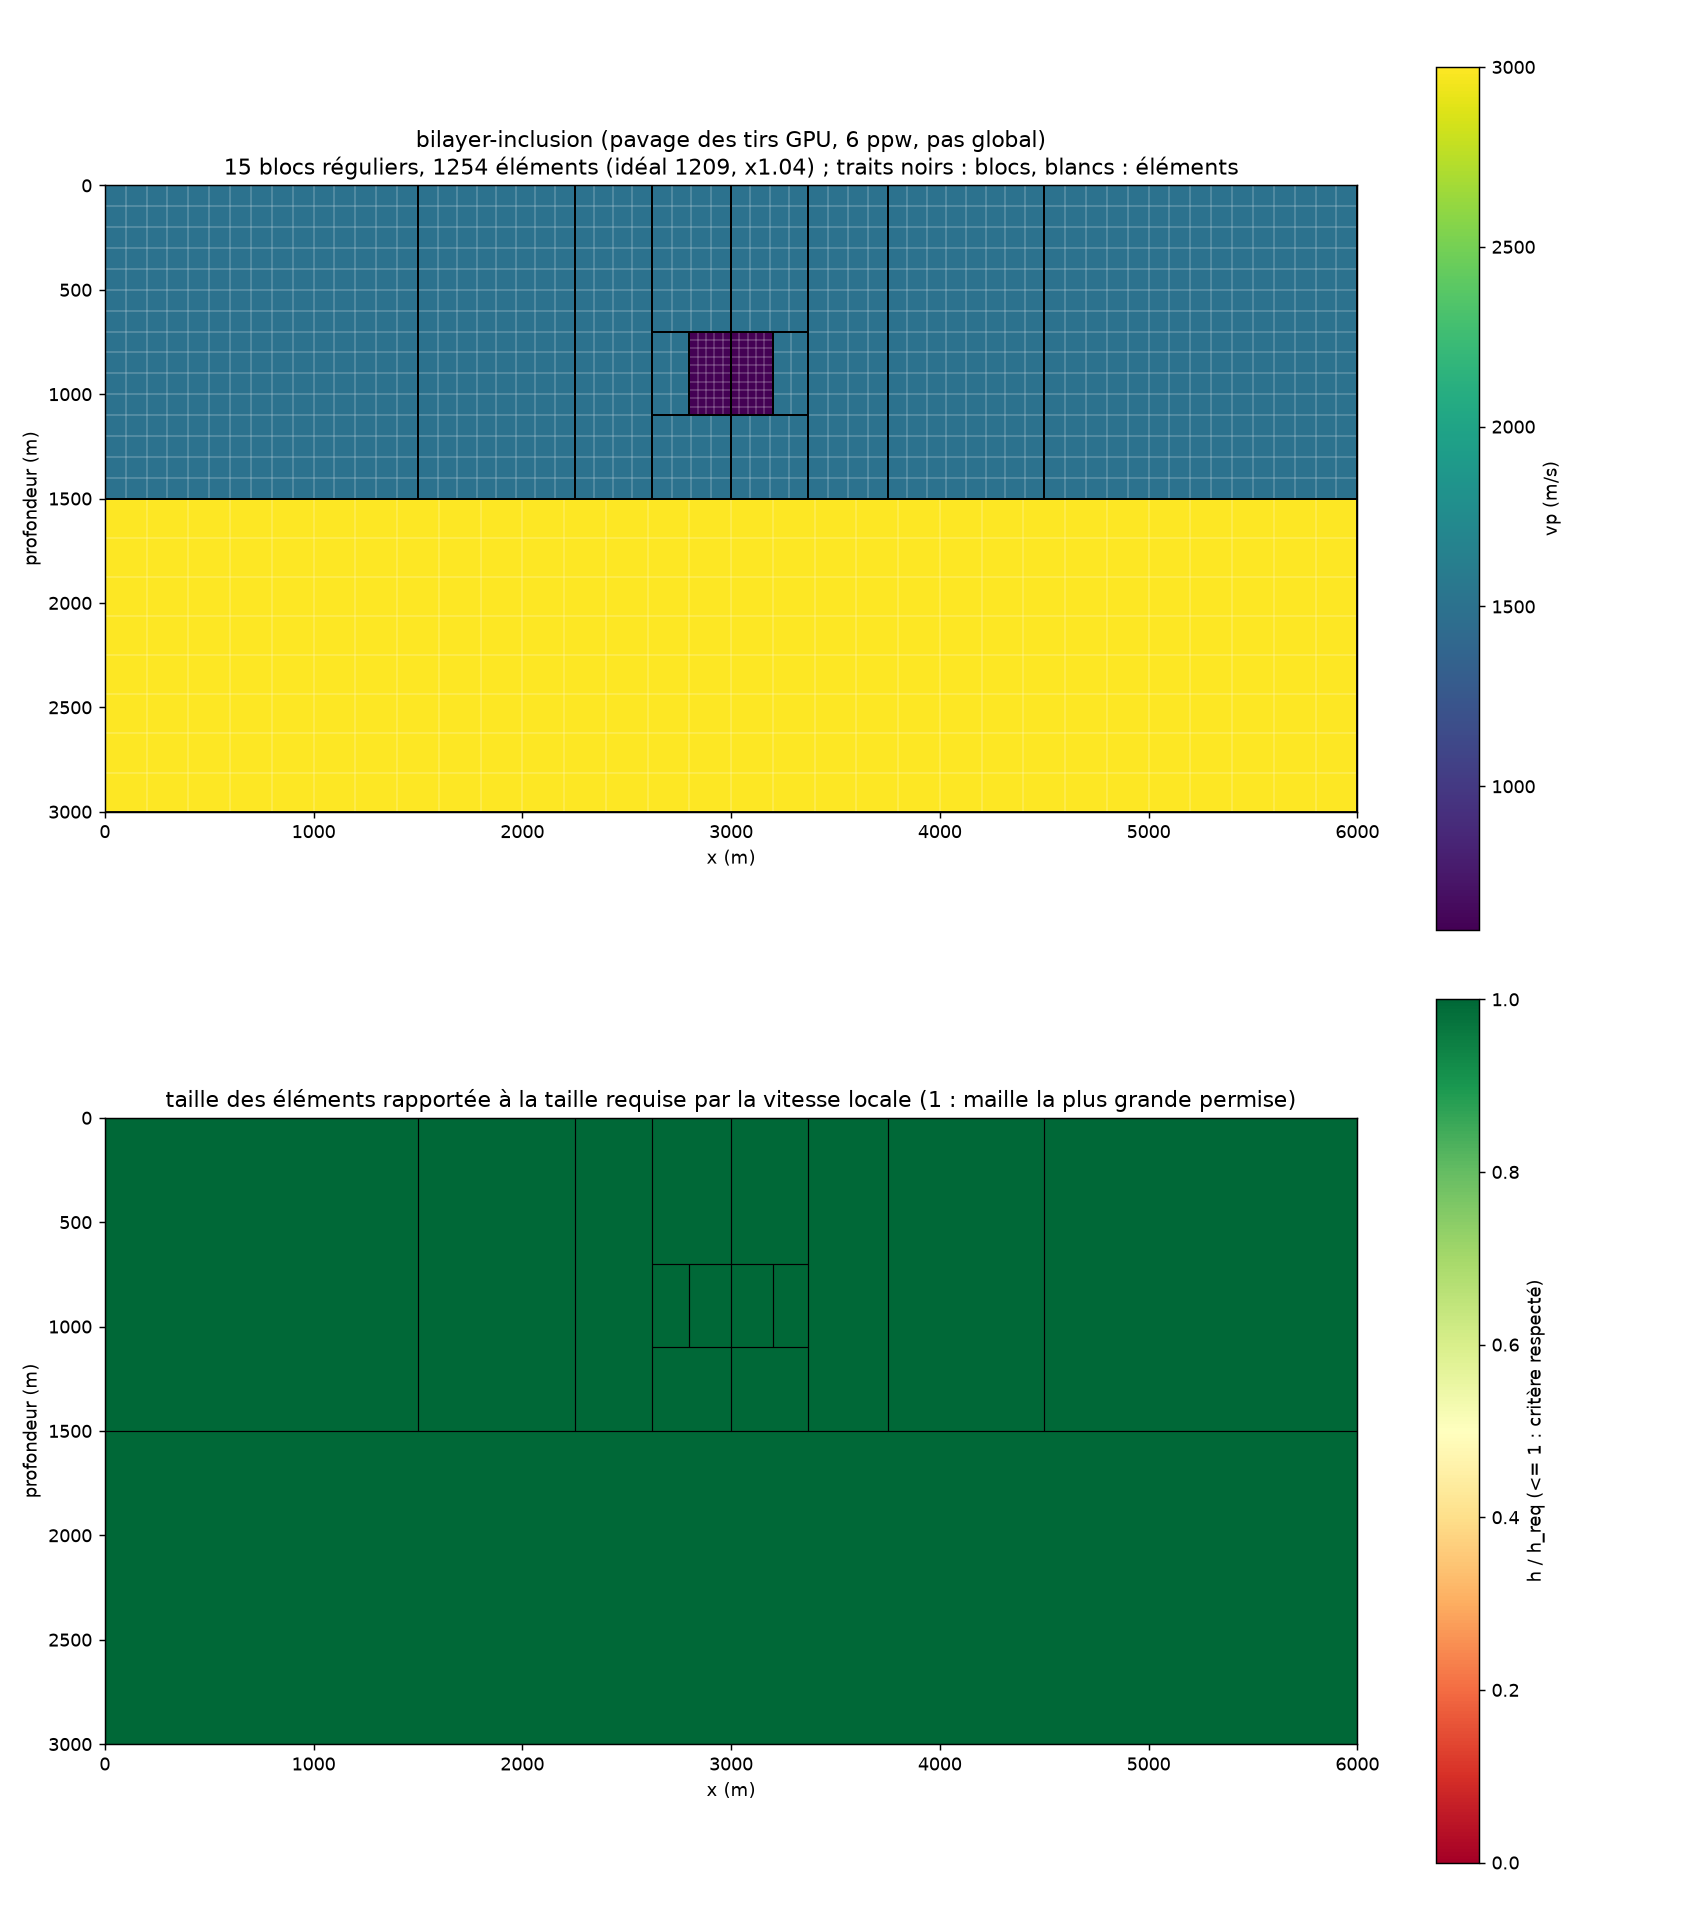 bilayer-inclusion (pavage des tirs GPU, 6 ppw, pas global)
15 blocs réguliers, 1254 éléments (idéal 1209, x1.04) ; traits noirs : blocs, blancs : éléments
0
500
1000
1500
2000
2500
3000
profondeur (m)
0 1000 2000 3000 4000 5000 6000
x (m)
3000
2500
2000
1500
1000
vp (m/s)
taille des éléments rapportée à la taille requise par la vitesse locale (1 : maille la plus grande permise)
0
500
1000
1500
2000
2500
3000
profondeur (m)
0 1000 2000 3000 4000 5000 6000
x (m)
1.0
0.8
0.6
0.4
0.2
0.0
h / h_req (<= 1 : critère respecté)